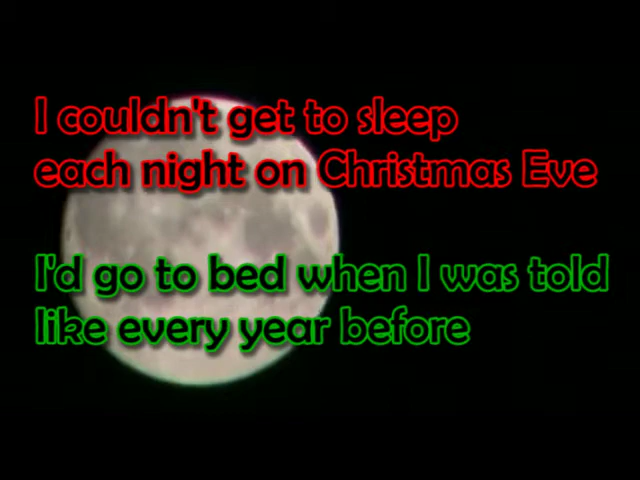 I couldn't get to sleep
each night on Christmas Eve
I'd go to bed when I was told
like every year before